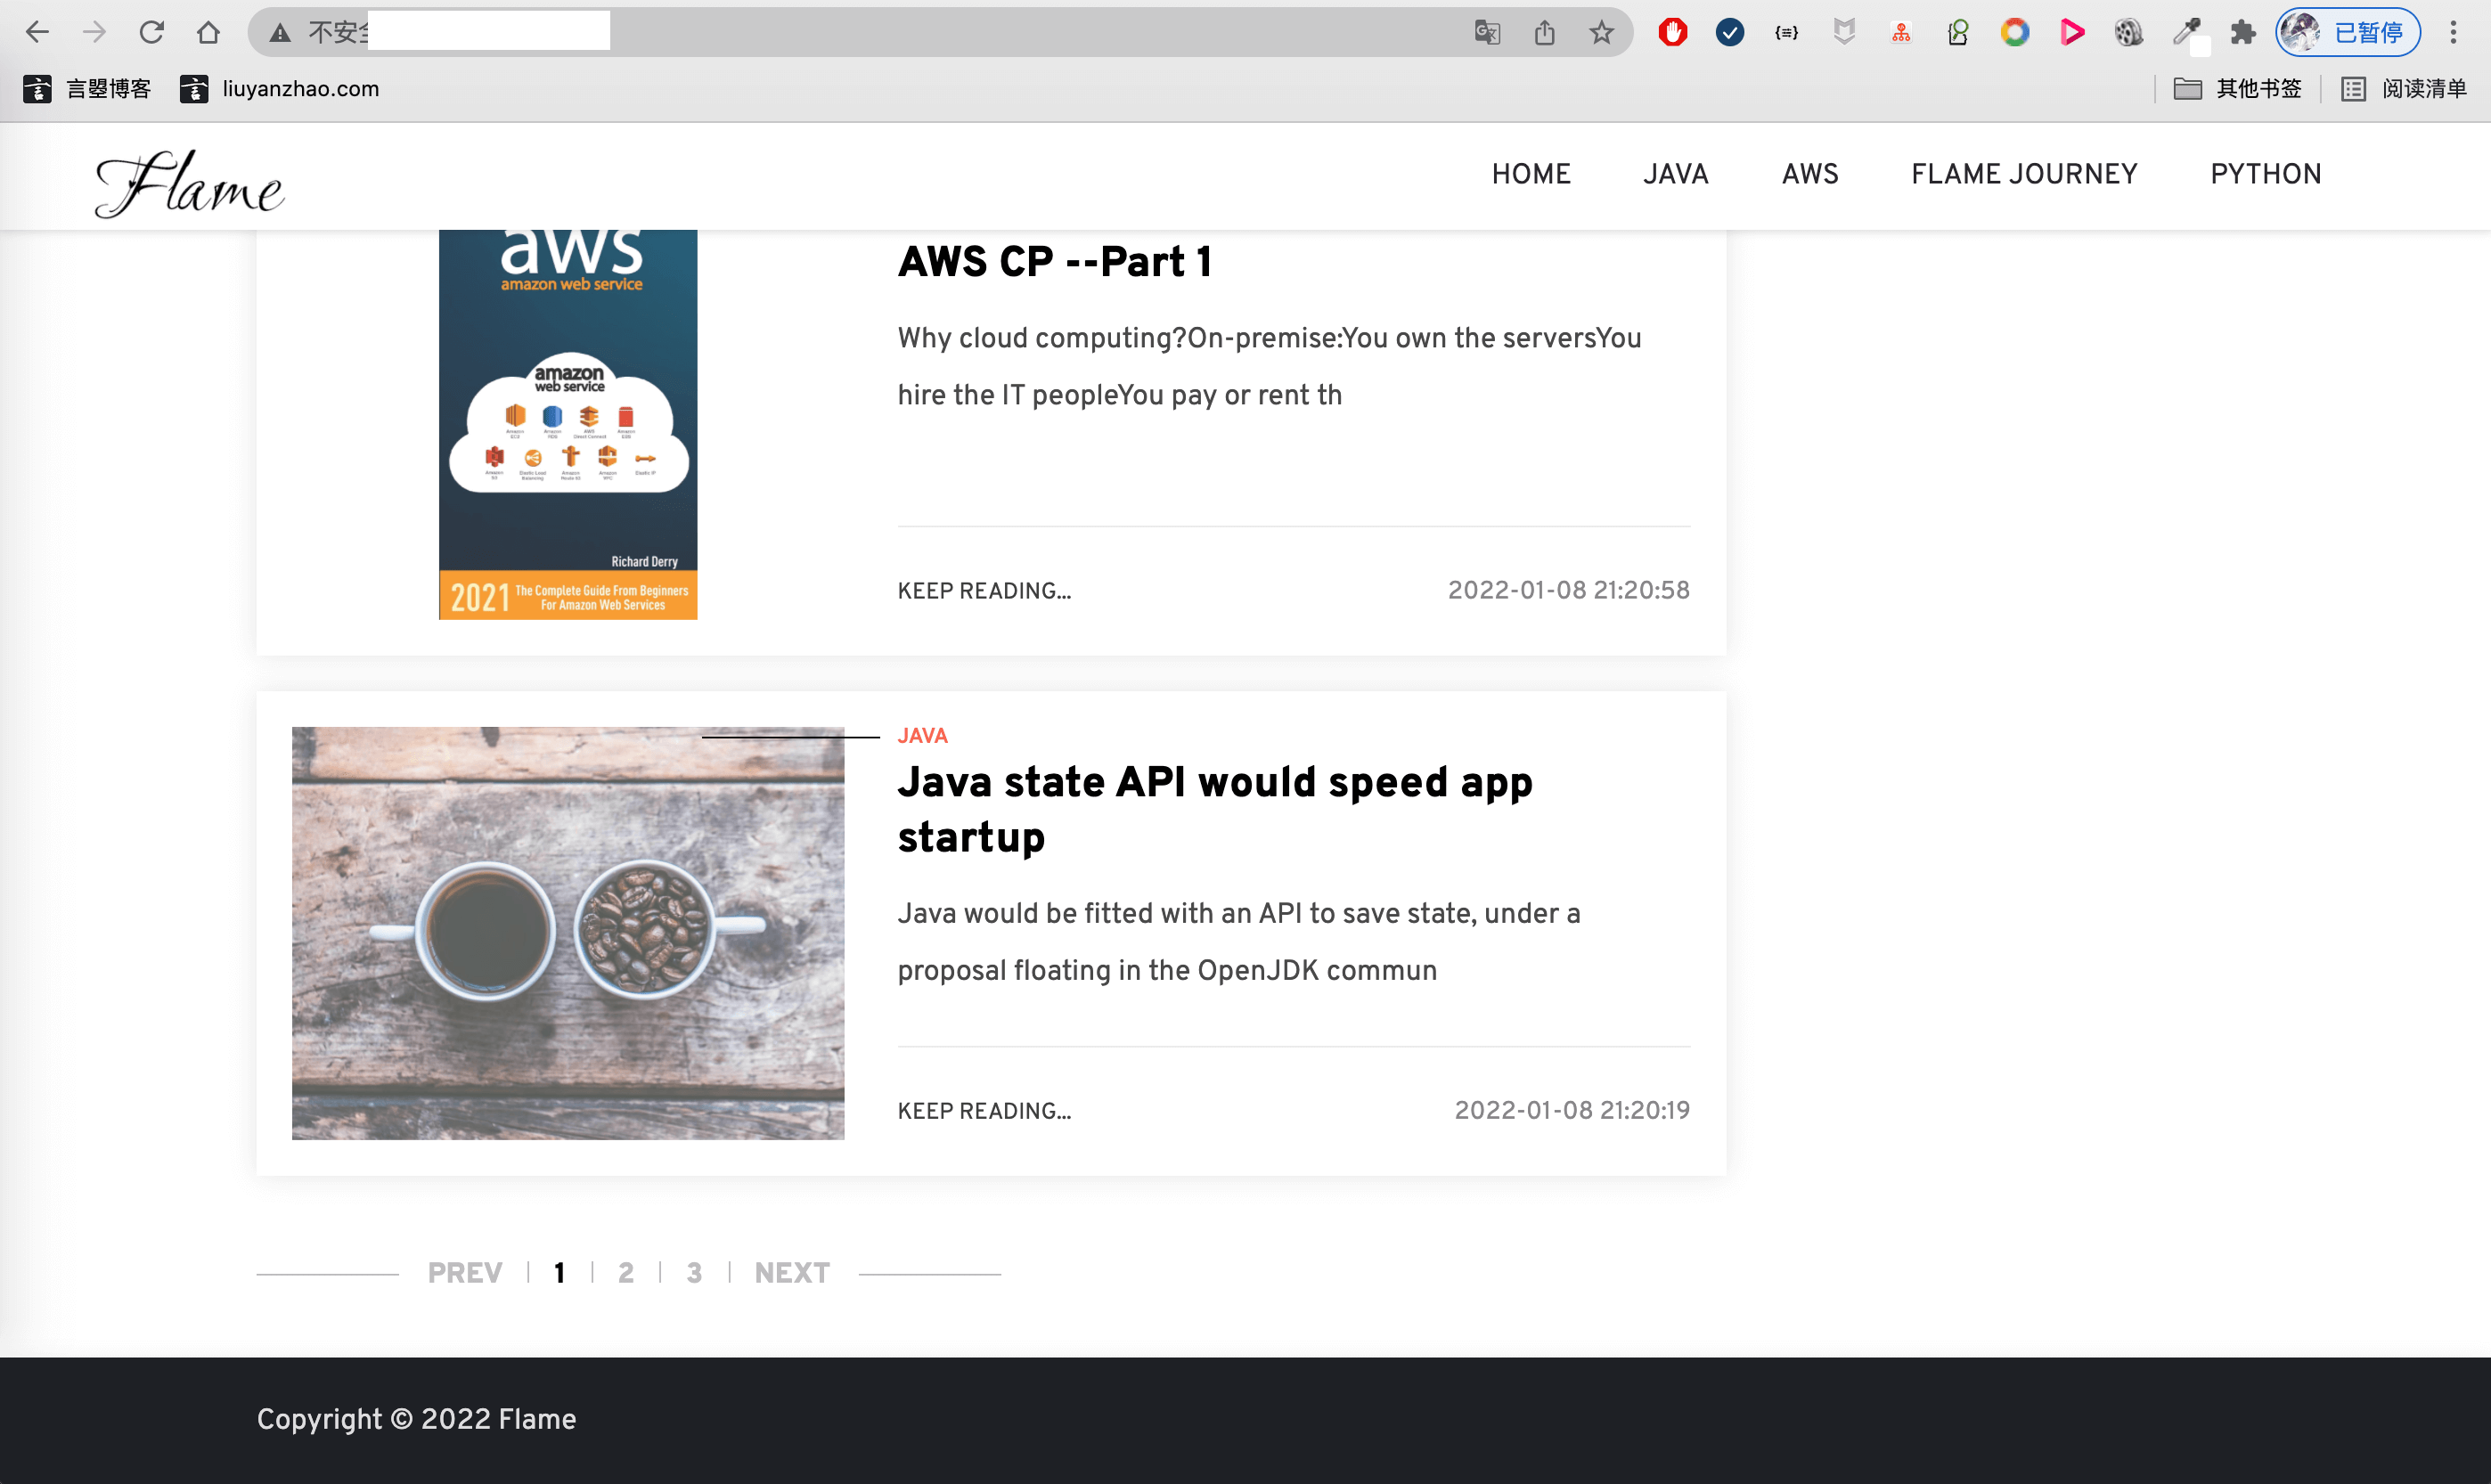 不安全
已暂停
言曌博客
liuyanzhao.com
其他书签
阅读清单
Flame
HOME
JAVA
AWS
FLAME JOURNEY
PYTHON
aws
amazon web service
amazon
web service
Richard Derry
2021
The Complete Guide From Beginners
For Amazon Web Services
AWS CP --Part 1
Why cloud computing?On-premise:You own the serversYou
hire the IT peopleYou pay or rent th
KEEP READING...
2022-01-08 21:20:58
JAVA
Java state API would speed app
startup
Java would be fitted with an API to save state, under a
proposal floating in the OpenJDK commun
KEEP READING...
2022-01-08 21:20:19
PREV
1
2
3
NEXT
Copyright © 2022 Flame